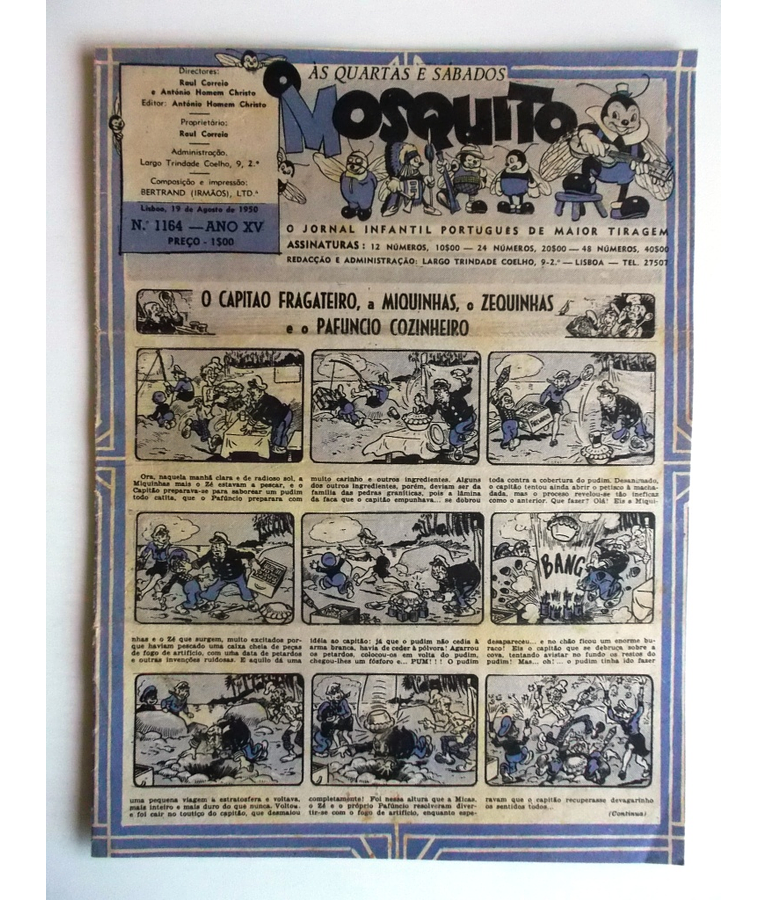 Directores:
Raul Correia
e António Homem Christo
Editor: António Homem Christo
Proprietário:
Raul Correia
Administração,
Largo Trindade Coelho, 9, 2.º
Composição e impressão:
BERTRAND (IRMÃOS), LTD.ª
Lisboa, 19 de Agosto de 1950
N.º 1164 — ANO XV
PREÇO - 1$00
ÀS QUARTAS E SÁBADOS
O MOSQUITO
O JORNAL INFANTIL PORTUGUÊS DE MAIOR TIRAGEM
ASSINATURAS: 12 NÚMEROS, 10$00 — 24 NÚMEROS, 20$00 — 48 NÚMEROS, 40$00
REDACÇÃO E ADMINISTRAÇÃO: LARGO TRINDADE COELHO, 9-2.º — LISBOA — TEL. 27507
O CAPITÃO FRAGATEIRO, a MIQUINHAS, o ZEQUINHAS
e o PAFUNCIO COZINHEIRO
Ora, naquela manhã clara e de radioso sol, a
Miquinhas mais o Zé estavam a pescar, e o
Capitão preparava-se para saborear um pudim
todo catita, que o Pafúncio preparara com
muito carinho e outros ingredientes. Alguns
dos outros ingredientes, porém, deviam ser da
família das pedras graníticas, pois a lâmina
da faca que o capitão empunhava... se dobrou
toda contra a cobertura do pudim. Desanimado,
o capitão tentou ainda abrir o petisco à macha-
dada, mas o processo revelou-se tão ineficaz
como o anterior. Que fazer? Olá! Eis a Miqui-
BANG
nhas e o Zé que surgem, muito excitados por-
que haviam pescado uma caixa cheia de peças
de fogo de artifício, com uma data de petardos
e outras invenções ruidosas. E aquilo dá uma
idéia ao capitão: já que o pudim não cedia à
arma branca, havia de ceder à pólvora! Agarrou
os petardos, colocou-os em volta do pudim,
chegou-lhes um fósforo e... PUM!!! O pudim
desapareceu... e no chão ficou um enorme bu-
raco! Eis o capitão que se debruça sobre a
cova, tentando avistar no fundo os restos do
pudim! Mas... oh!... o pudim tinha ido fazer
uma pequena viagem à estratosfera e voltava,
mais inteiro e mais duro do que nunca. Voltou..
e foi cair no toutiço do capitão, que desmaiou
completamente! Foi nessa altura que a Micas,
o Zé e o próprio Pafúncio resolveram diver-
tir-se com o fogo de artifício, enquanto espe-
ravam que o capitão recuperasse devagarinho
os sentidos todos...
(Continua)